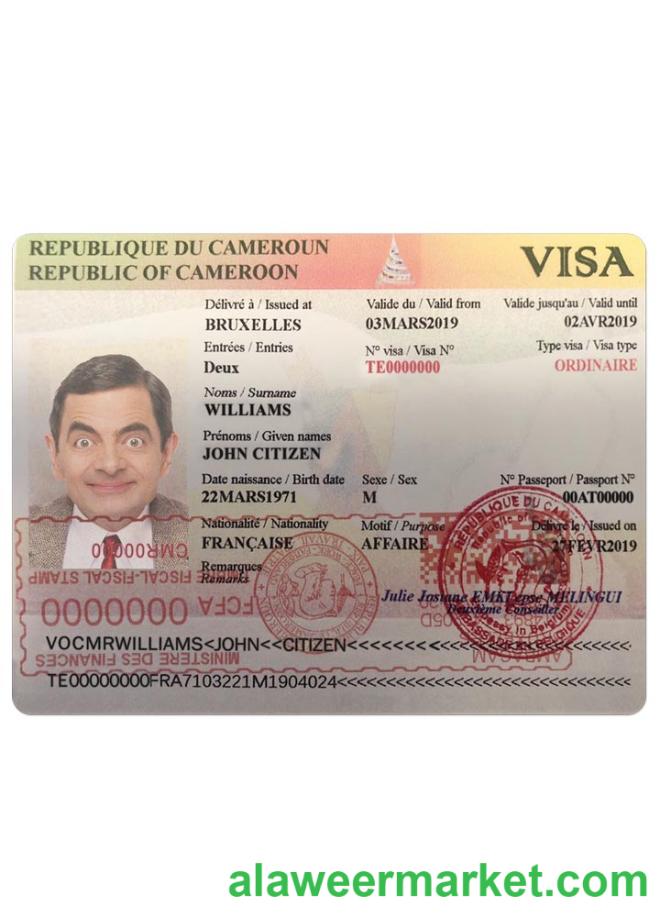 REPUBLIQUE DU CAMEROUN
REPUBLIC OF CAMEROON
VISA
Délivré à / Issued at
BRUXELLES
Valide du / Valid from
03MARS2019
Valide jusqu'au / Valid until
02AVR2019
Entrées / Entries
Deux
N° visa / Visa N°
TE0000000
Type visa / Visa type
ORDINAIRE
Noms / Surname
WILLIAMS
Prénoms / Given names
JOHN CITIZEN
Date naissance / Birth date
22MARS1971
Sexe / Sex
M
N° Passeport / Passport N°
00AT00000
Nationalité / Nationality
FRANÇAISE
Motif / Purpose
AFFAIRE
Délivré le / Issued on
27FEVR2019
Remarques
Remarks
CMR00000
FISCAL-FISCAL STAMP
FCFA 0000000
MINISTERE DES FINANCES
REPUBLIQUE DU
Julie Josiane EMKT epse MELINGUI
Deuxième Conseiller
VOCMRWILLIAMS<JOHN<<CITIZEN<<<<<<<<<<<<<<<<<
TE00000000FRA7103221M1904024<<<<<<<<<<<<<<<<
alaweermarket.com